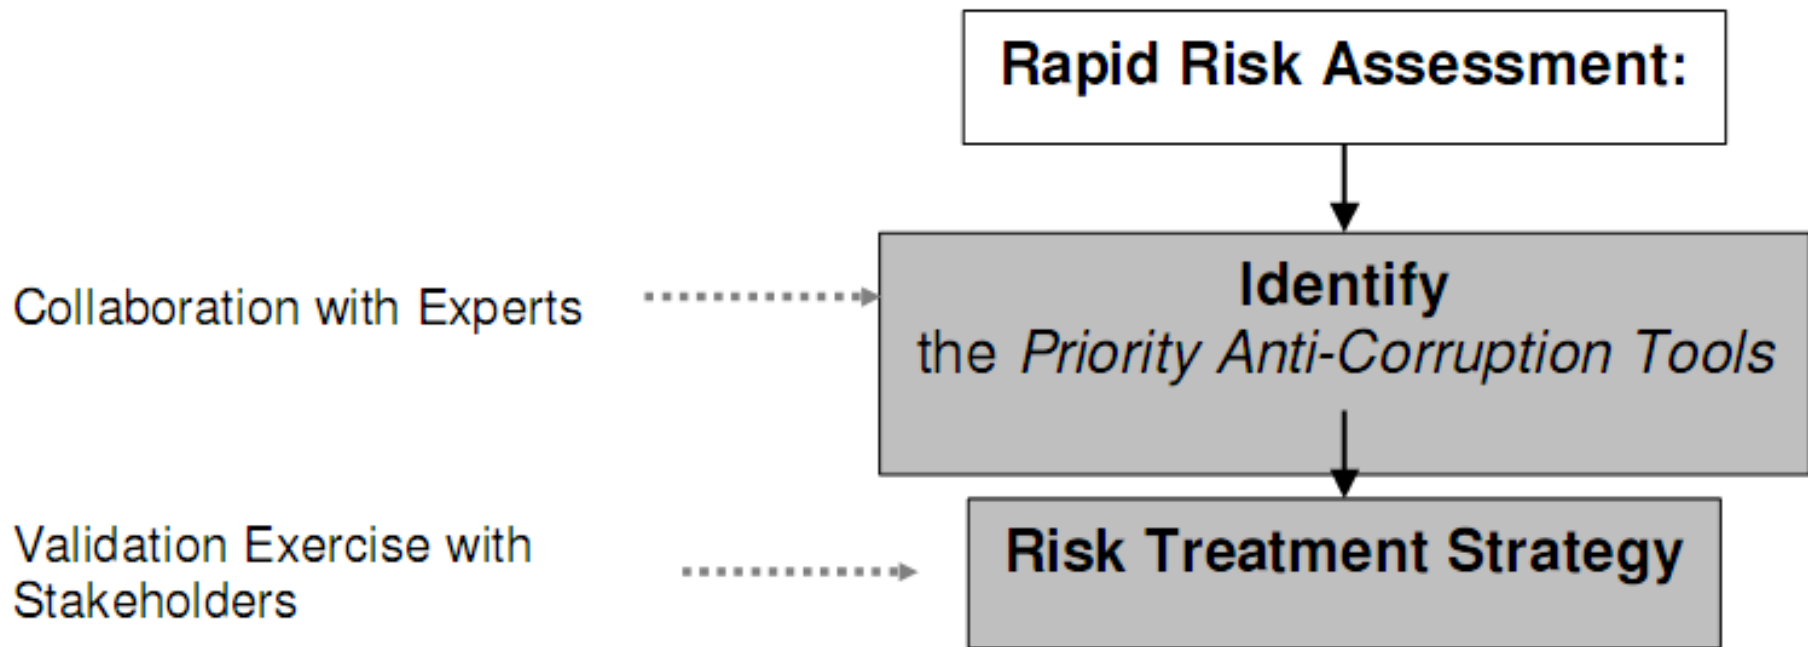 Rapid Risk Assessment:
Identify
Collaboration with Experts
the Priority Anti-Corruption Tools
Validation Exercise with
Stakeholders
Risk Treatment Strategy